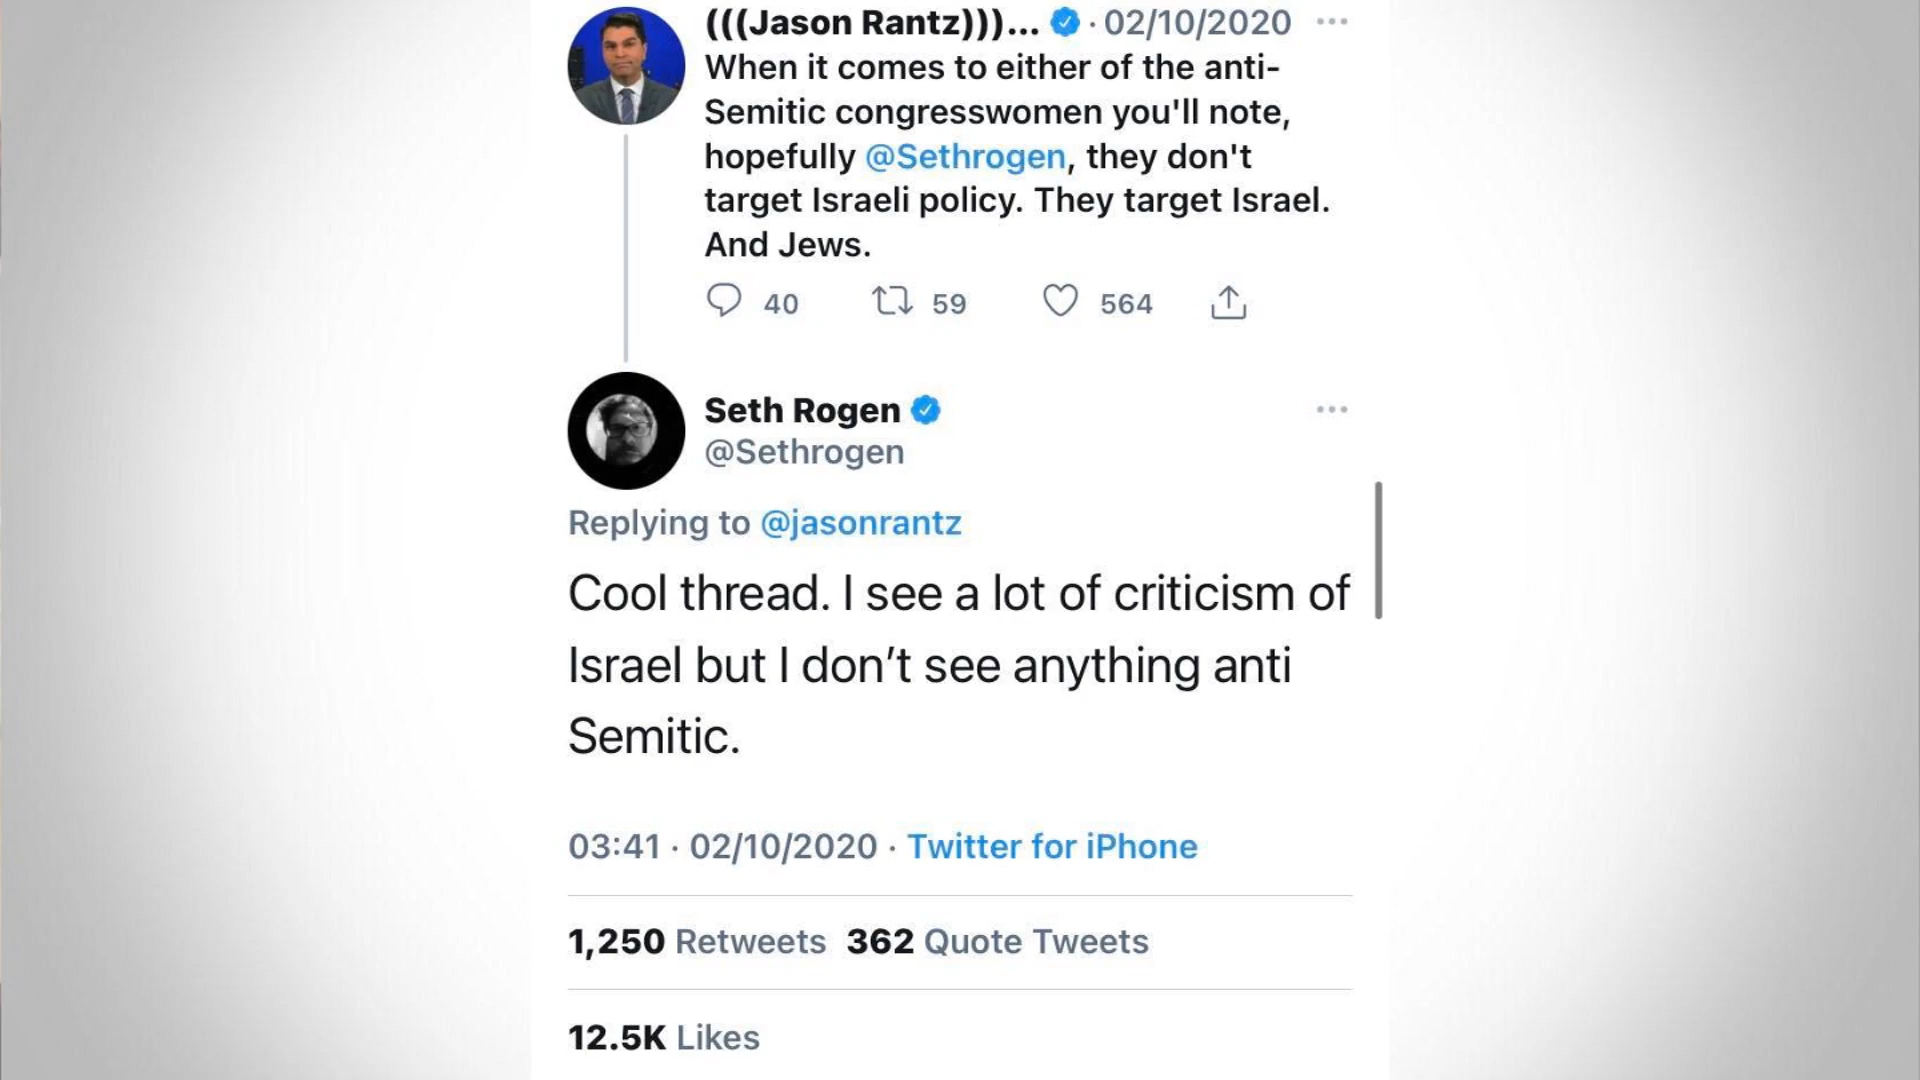 (((Jason Rantz)))... · 02/10/2020 ...
When it comes to either of the anti-
Semitic congresswomen you'll note,
hopefully @Sethrogen, they don't
target Israeli policy. They target Israel.
And Jews.
40 59 564
Seth Rogen ...
@Sethrogen
Replying to @jasonrantz
Cool thread. I see a lot of criticism of
Israel but I don’t see anything anti
Semitic.
03:41 · 02/10/2020 · Twitter for iPhone
1,250 Retweets 362 Quote Tweets
12.5K Likes